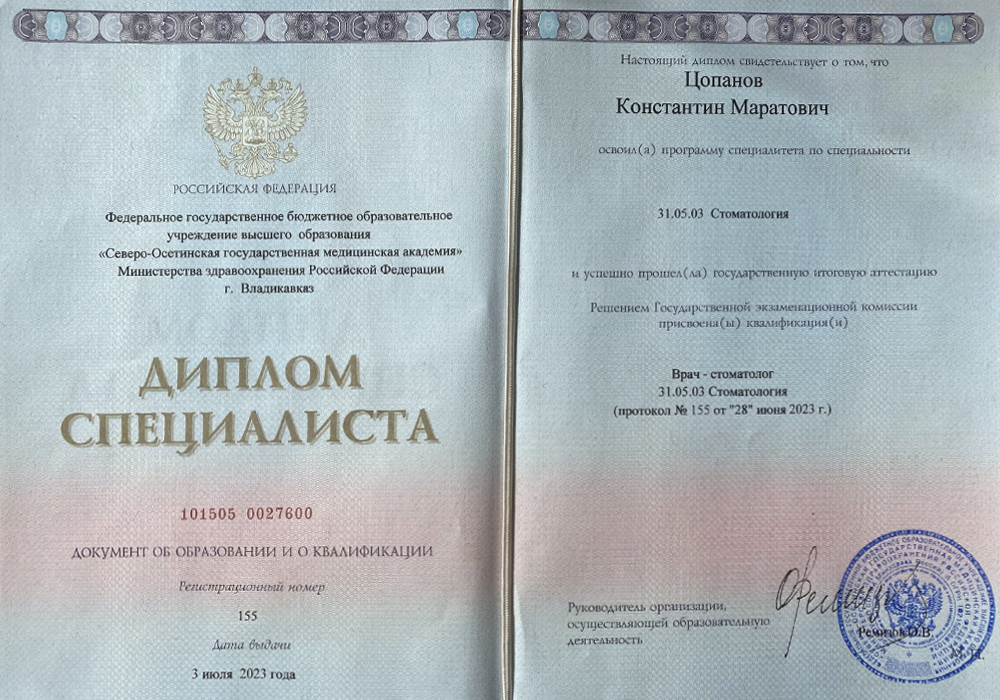 РОССИЙСКАЯ ФЕДЕРАЦИЯ
Федеральное государственное бюджетное образовательное
учреждение высшего образования
«Северо-Осетинская государственная медицинская академия»
Министерства здравоохранения Российской Федерации
г. Владикавказ
ДИПЛОМ
СПЕЦИАЛИСТА
101505 0027600
ДОКУМЕНТ ОБ ОБРАЗОВАНИИ И О КВАЛИФИКАЦИИ
Регистрационный номер
155
Дата выдачи
3 июля 2023 года
Настоящий диплом свидетельствует о том, что
Цопанов
Константин Маратович
освоил(а) программу специалитета по специальности
31.05.03 Стоматология
и успешно прошел(ла) государственную итоговую аттестацию
Решением Государственной экзаменационной комиссии
присвоена(ы) квалификация(и)
Врач - стоматолог
31.05.03 Стоматология
(протокол № 155 от "28" июня 2023 г.)
Руководитель организации,
осуществляющей образовательную
деятельность
Ремизов О.В.
М.П.